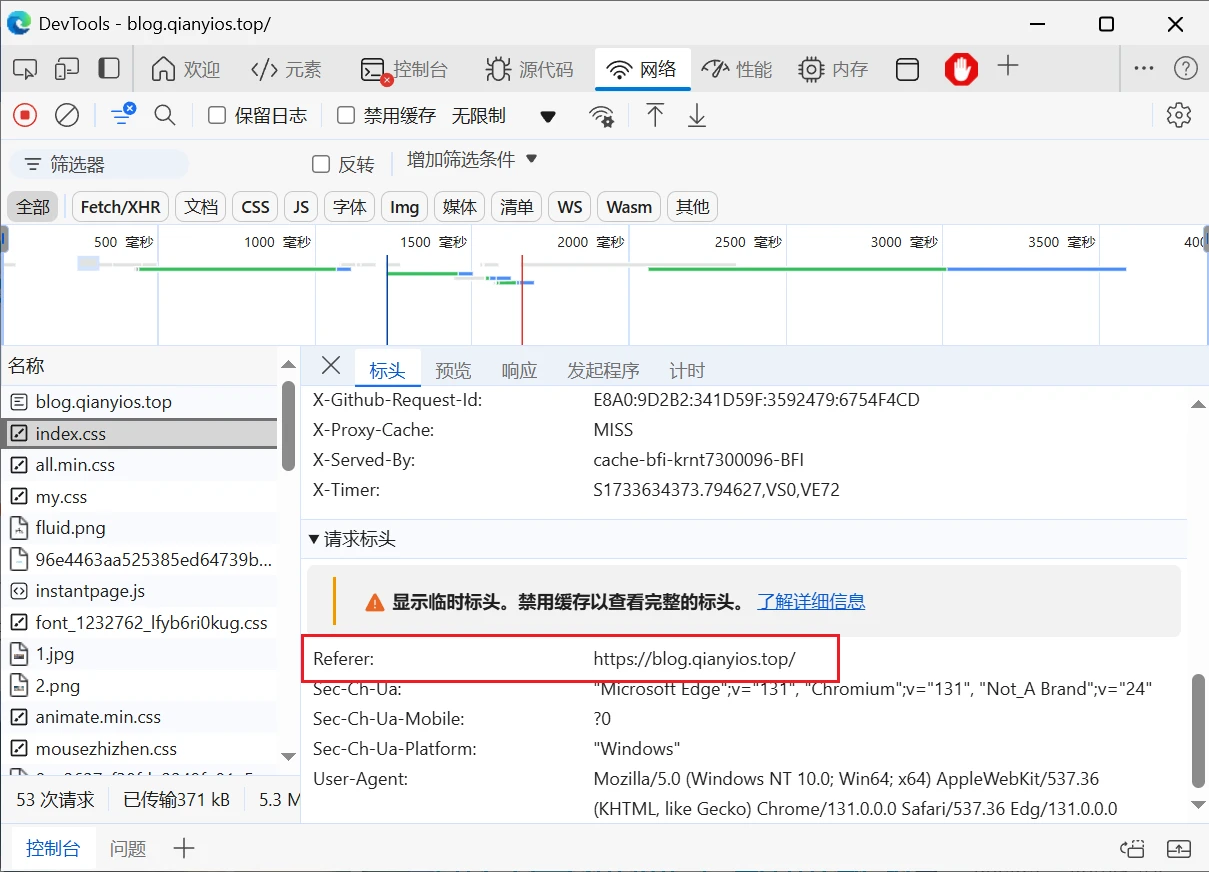 DevTools - blog.qianyios.top/
欢迎 元素 控制台 源代码 网络 性能 内存
保留日志 禁用缓存 无限制
筛选器 反转 增加筛选条件
全部 Fetch/XHR 文档 CSS JS 字体 Img 媒体 清单 WS Wasm 其他
500 毫秒 1000 毫秒 1500 毫秒 2000 毫秒 2500 毫秒 3000 毫秒 3500 毫秒 400
名称
blog.qianyios.top
index.css
all.min.css
my.css
fluid.png
96e4463aa525385ed64739b...
instantpage.js
font_1232762_lfyb6ri0kug.css
1.jpg
2.png
animate.min.css
mousezhizhen.css
53 次请求 已传输371 kB 5.3 M
标头 预览 响应 发起程序 计时
X-Github-Request-Id: E8A0:9D2B2:341D59F:3592479:6754F4CD
X-Proxy-Cache: MISS
X-Served-By: cache-bfi-krnt7300096-BFI
X-Timer: S1733634373.794627,VS0,VE72
请求标头
显示临时标头。禁用缓存以查看完整的标头。 了解详细信息
Referer: https://blog.qianyios.top/
Sec-Ch-Ua: "Microsoft Edge";v="131", "Chromium";v="131", "Not_A Brand";v="24"
Sec-Ch-Ua-Mobile: ?0
Sec-Ch-Ua-Platform: "Windows"
User-Agent: Mozilla/5.0 (Windows NT 10.0; Win64; x64) AppleWebKit/537.36
(KHTML, like Gecko) Chrome/131.0.0.0 Safari/537.36 Edg/131.0.0.0
控制台 问题